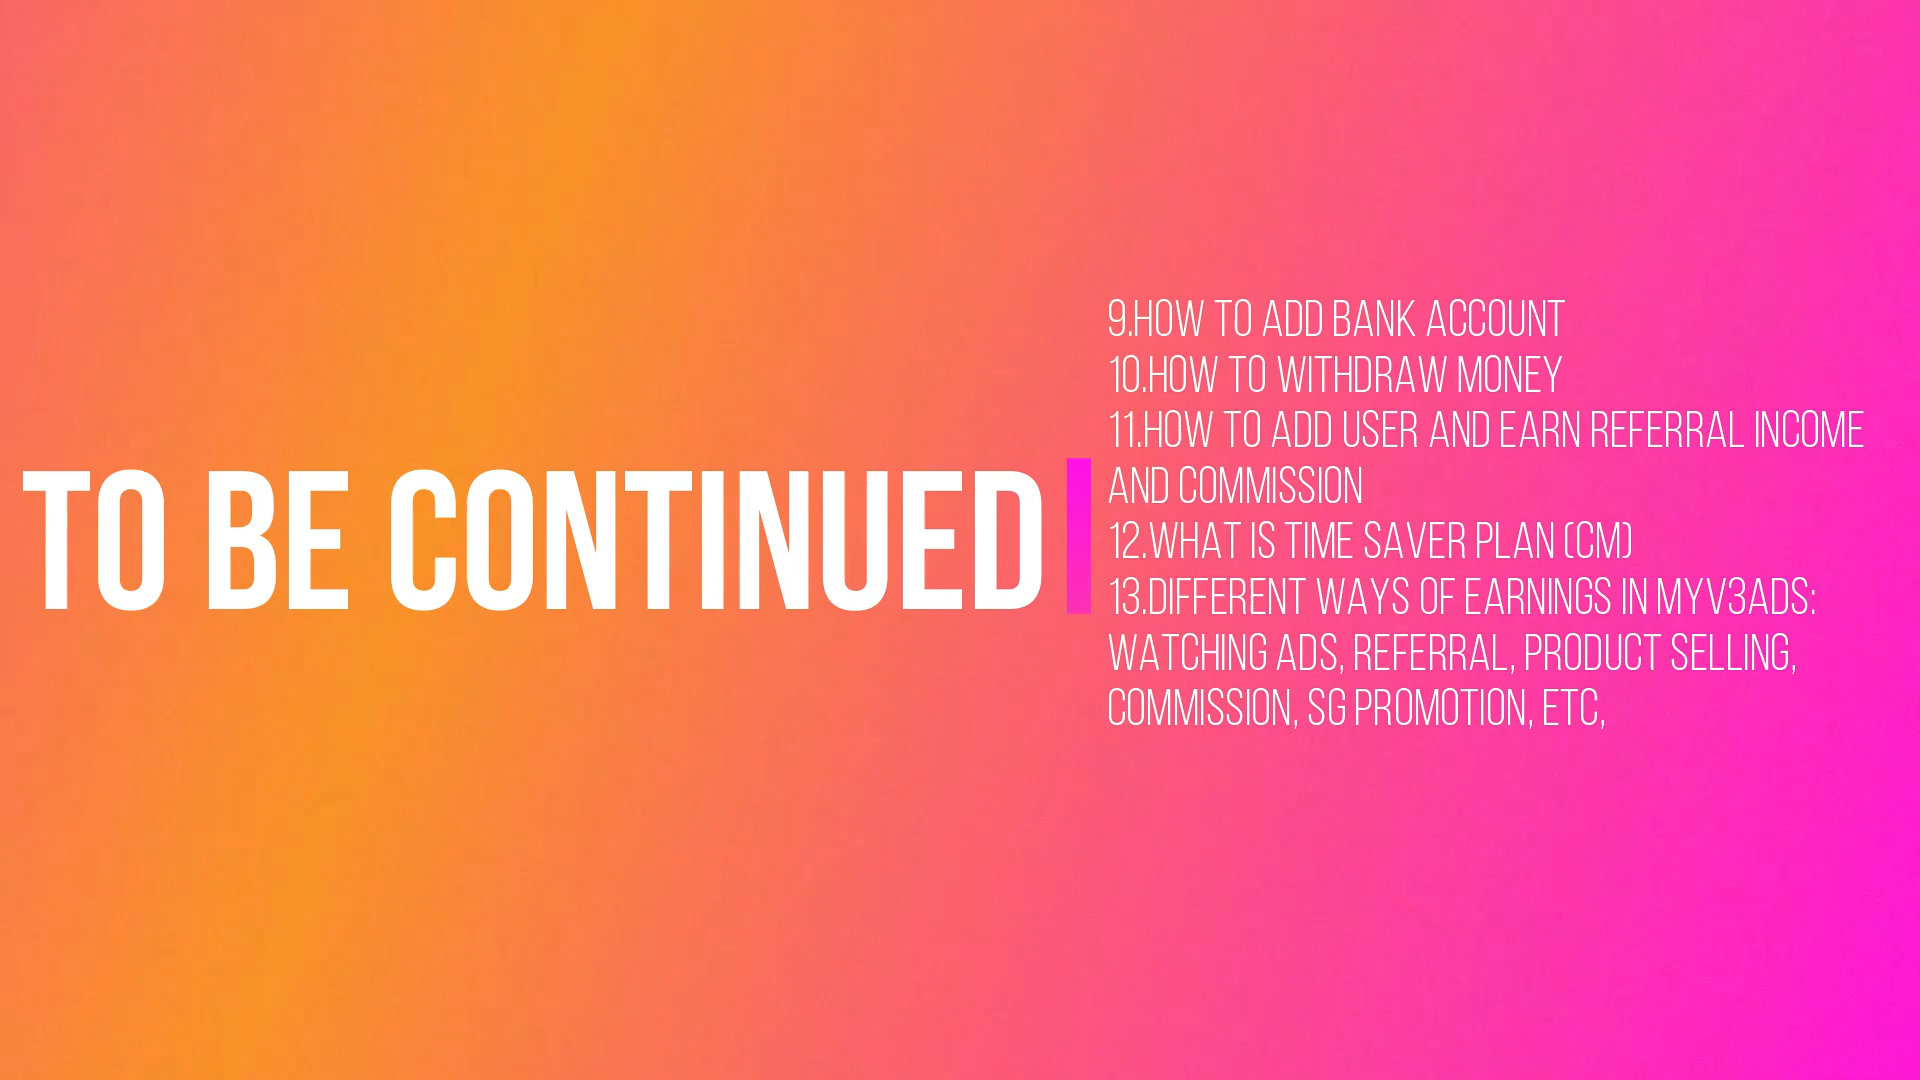 TO BE CONTINUED
9.HOW TO ADD BANK ACCOUNT
10.HOW TO WITHDRAW MONEY
11.HOW TO ADD USER AND EARN REFERRAL INCOME
AND COMMISSION
12.WHAT IS TIME SAVER PLAN (CM)
13.DIFFERENT WAYS OF EARNINGS IN MYV3ADS:
WATCHING ADS, REFERRAL, PRODUCT SELLING,
COMMISSION, SG PROMOTION, ETC,